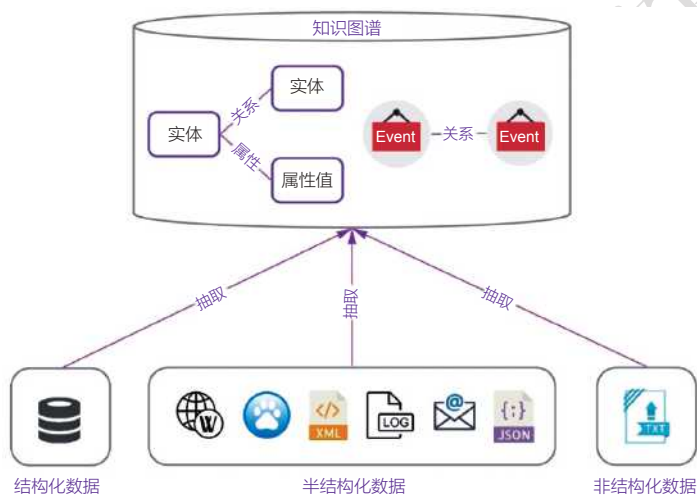 知识图谱
实体
关系
实体
属性
属性值
Event
关系
Event
抽取
抽取
抽取
W
</>
XML
LOG
@
{;}
JSON
TXT
结构化数据
半结构化数据
非结构化数据